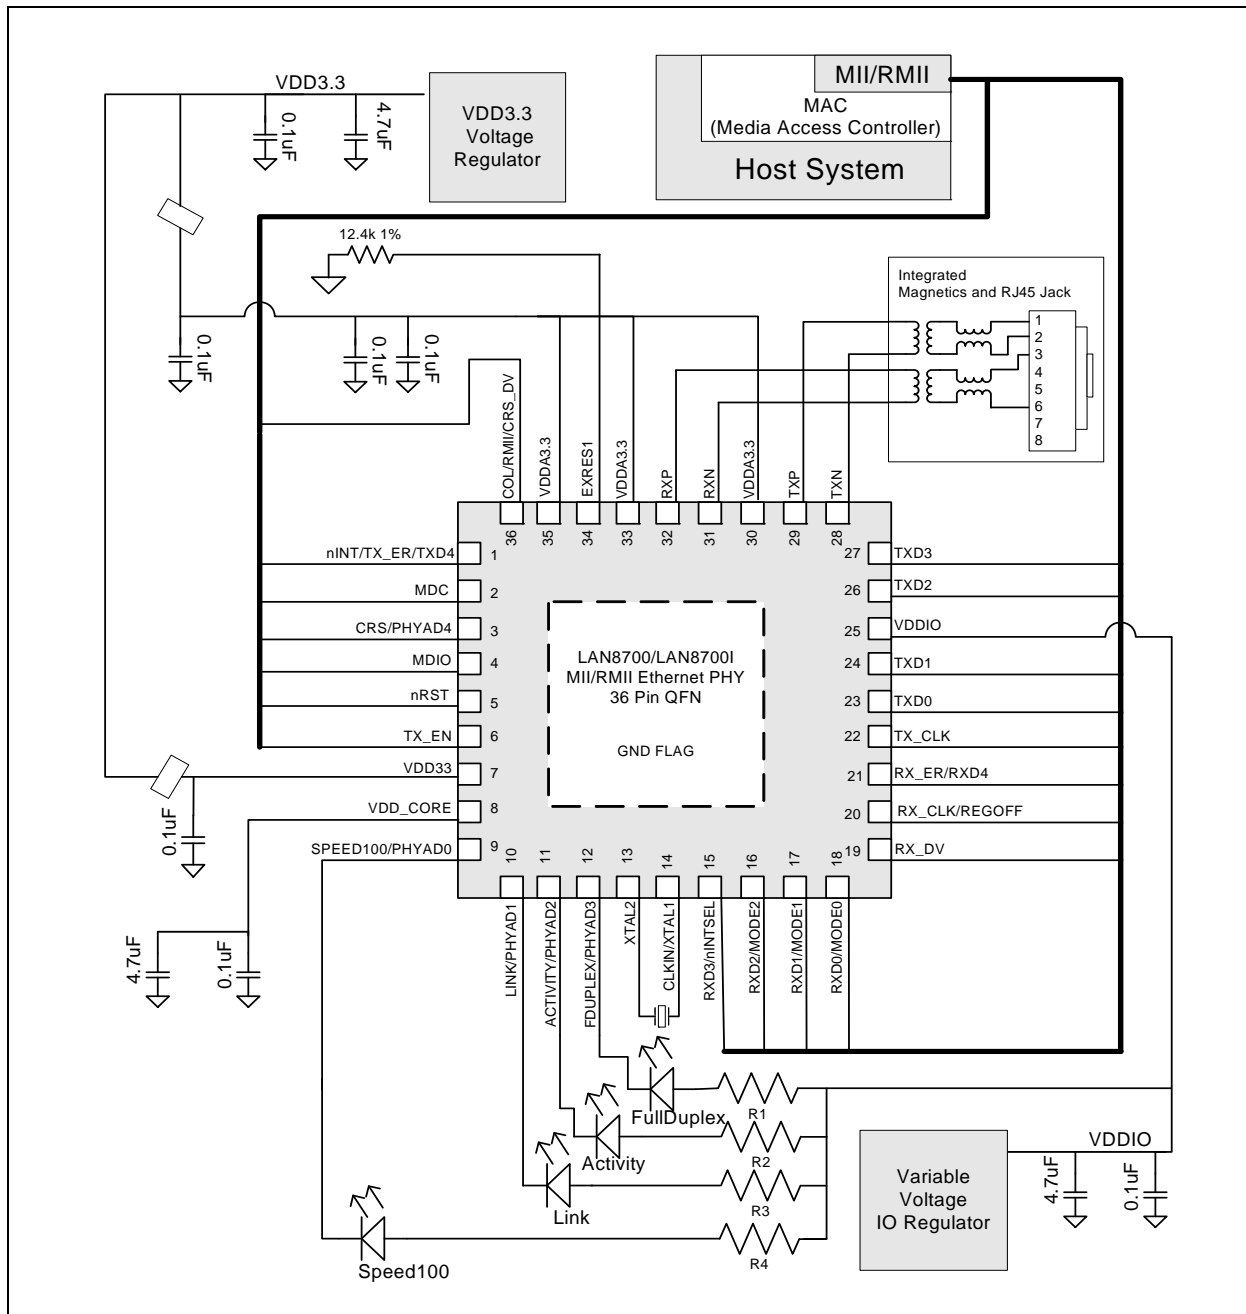 VDD3.3
0.1uF
4.7uF
VDD3.3
Voltage
Regulator
MII/RMII
MAC
(Media Access Controller)
Host System
12.4k 1%
Integrated
Magnetics and RJ45 Jack
1
2
3
4
5
6
7
8
0.1uF
0.1uF
0.1uF
COL/RMII/CRS_DV
VDDA3.3
EXRES1
VDDA3.3
RXP
RXN
VDDA3.3
TXP
TXN
36
35
34
33
32
31
30
29
28
nINT/TX_ER/TXD4
1
MDC
2
CRS/PHYAD4
3
MDIO
4
nRST
5
TX_EN
6
VDD33
7
VDD_CORE
8
SPEED100/PHYAD0
9
27
TXD3
26
TXD2
25
VDDIO
24
TXD1
23
TXD0
22
TX_CLK
21
RX_ER/RXD4
20
RX_CLK/REGOFF
19
RX_DV
LAN8700/LAN8700I
MII/RMII Ethernet PHY
36 Pin QFN
GND FLAG
0.1uF
4.7uF
0.1uF
10
11
12
13
14
15
16
17
18
LINK/PHYAD1
ACTIVITY/PHYAD2
FDUPLEX/PHYAD3
XTAL2
CLKIN/XTAL1
RXD3/nINTSEL
RXD2/MODE2
RXD1/MODE1
RXD0/MODE0
FullDuplex
R1
Activity
R2
Link
R3
Speed100
R4
Variable
Voltage
IO Regulator
VDDIO
4.7uF
0.1uF